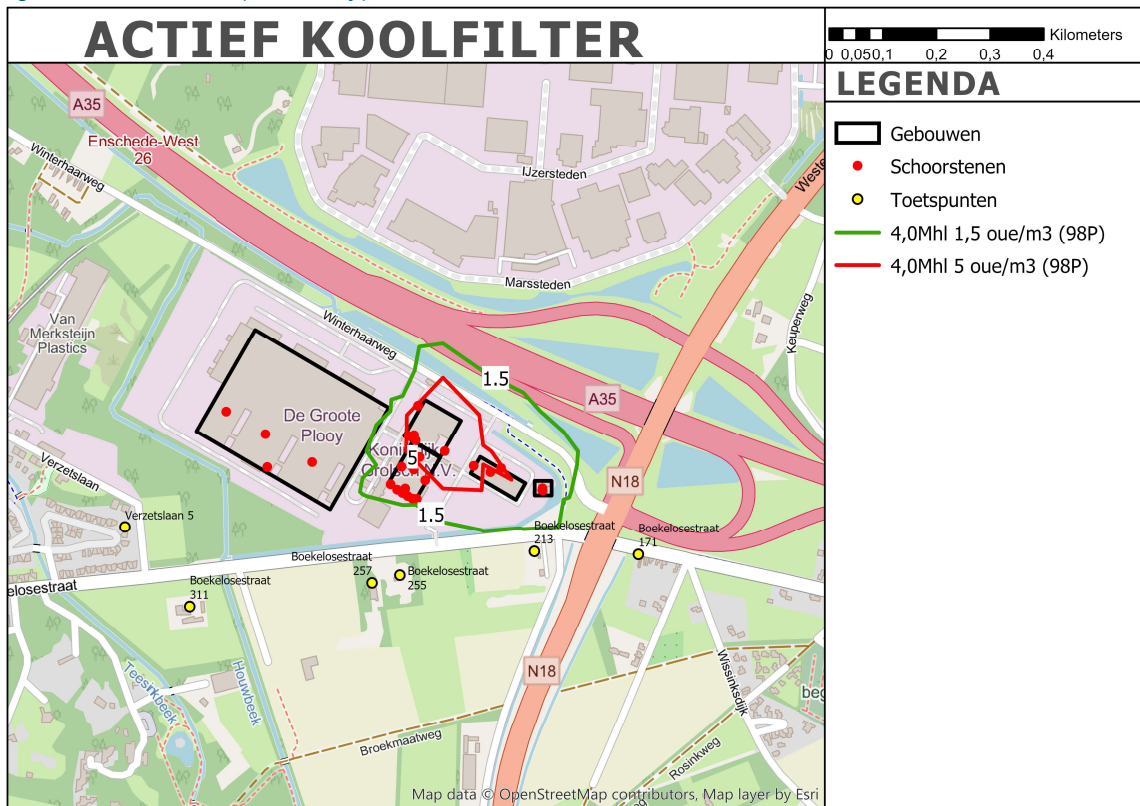 ACTIEF KOOLFILTER
0 0,050,1 0,2 0,3 0,4
Kilometers
LEGENDA
Gebouwen
Schoorstenen
Toetspunten
4,0Mhl 1,5 oue/m3 (98P)
4,0Mhl 5 oue/m3 (98P)
A35
Enschede-West
26
Winterhaarweg
IJzersteden
Weste
Marssteden
Keuperweg
Van
Merksteijn
Plastics
Winterhaarweg
1.5
A35
De Groote
Plooy
5
N.V.
Verzetslaan
N18
1.5
Verzetslaan 5
Boekelosestraat
213
Boekelosestraat
171
Boekelosestraat
257
Boekelosestraat
255
elosestraat
Boekelosestraat
311
N18
Teesinkbeek
Houwbeek
Wissinksdijk
beg
Broekmaatweg
Rosinkweg
Map data © OpenStreetMap contributors, Map layer by Esri